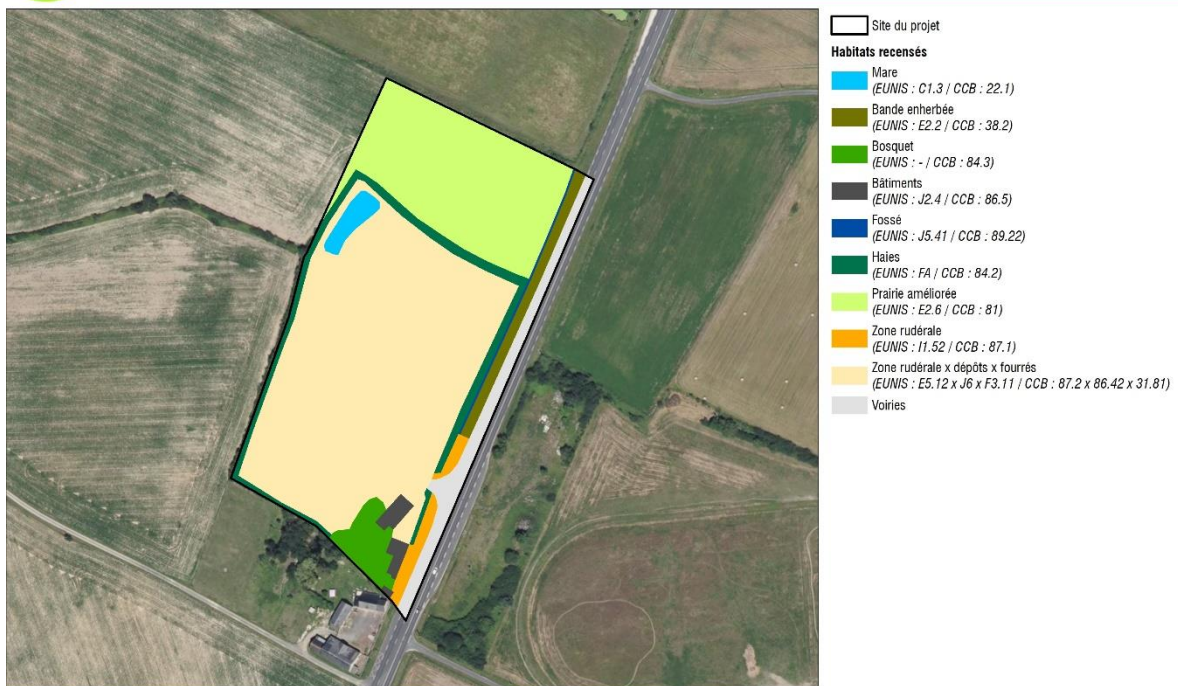 Site du projet
Habitats recensés
Mare
(EUNIS : C1.3 / CCB : 22.1)
Bande enherbée
(EUNIS : E2.2 / CCB : 38.2)
Bosquet
(EUNIS : - / CCB : 84.3)
Bâtiments
(EUNIS : J2.4 / CCB : 86.5)
Fossé
(EUNIS : J5.41 / CCB : 89.22)
Haies
(EUNIS : FA / CCB : 84.2)
Prairie améliorée
(EUNIS : E2.6 / CCB : 81)
Zone rudérale
(EUNIS : I1.52 / CCB : 87.1)
Zone rudérale x dépôts x fourrés
(EUNIS : E5.12 x J6 x F3.11 / CCB : 87.2 x 86.42 x 31.81)
Voiries